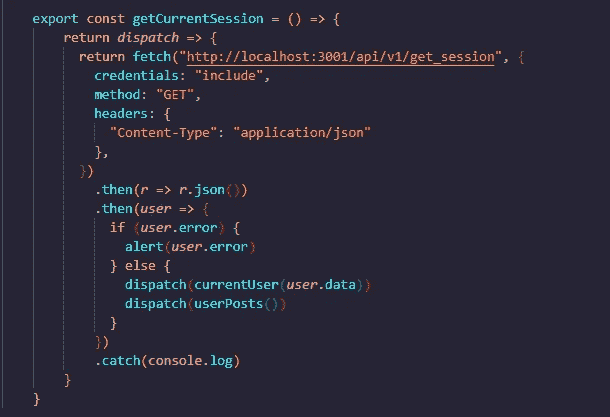 export const getCurrentSession = () => {
    return dispatch => {
      return fetch("http://localhost:3001/api/v1/get_session", {
        credentials: "include",
        method: "GET",
        headers: {
          "Content-Type": "application/json"
        },
      })
        .then(r => r.json())
        .then(user => {
          if (user.error) {
            alert(user.error)
          } else {
            dispatch(currentUser(user.data))
            dispatch(userPosts())
          }
        })
        .catch(console.log)
    }
}